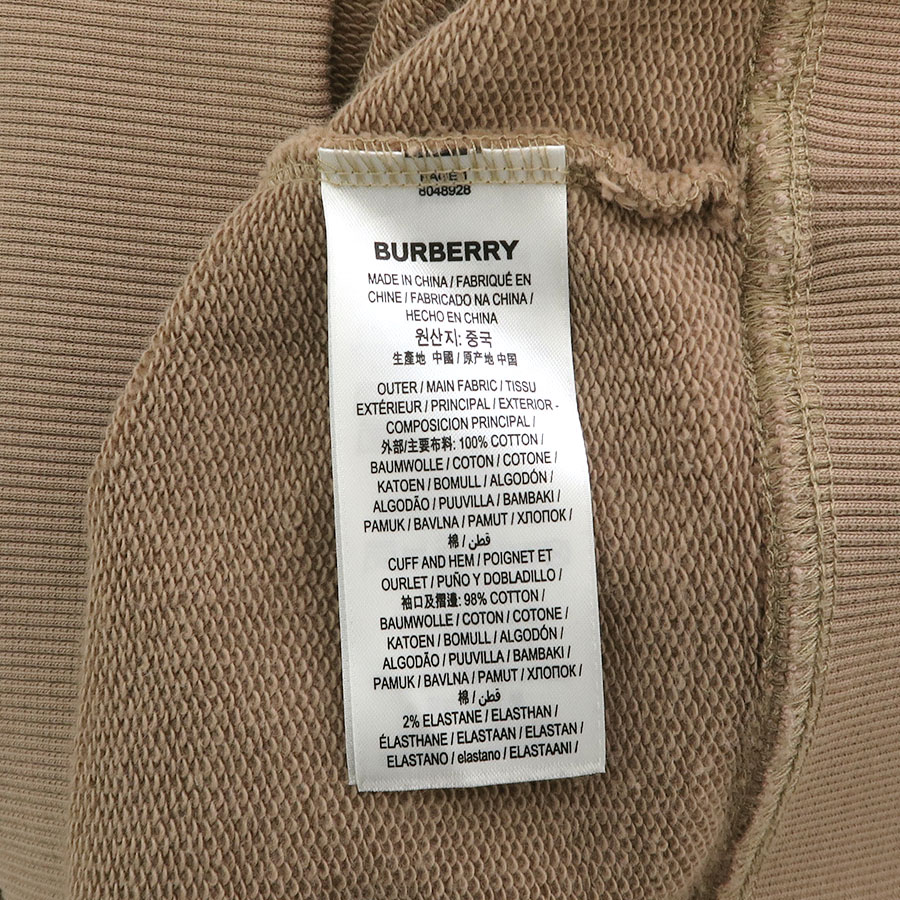 PAGE 1
8048928
BURBERRY
MADE IN CHINA / FABRIQUÉ EN
CHINE / FABRICADO NA CHINA /
HECHO EN CHINA
원산지: 중국
生產地 中國 / 原产地 中国
OUTER / MAIN FABRIC / TISSU
EXTÉRIEUR / PRINCIPAL / EXTERIOR -
COMPOSICION PRINCIPAL /
外部/主要布料: 100% COTTON /
BAUMWOLLE / COTON / COTONE /
KATOEN / BOMULL / ALGODÓN /
ALGODÃO / PUUVILLA / BAMBAKI /
PAMUK / BAVLNA / PAMUT / ХЛОПОК /
棉 / قطن /
CUFF AND HEM / POIGNET ET
OURLET / PUÑO Y DOBLADILLO /
袖口及摺邊: 98% COTTON /
BAUMWOLLE / COTON / COTONE /
KATOEN / BOMULL / ALGODÓN /
ALGODÃO / PUUVILLA / BAMBAKI /
PAMUK / BAVLNA / PAMUT / ХЛОПОК /
棉 / قطن /
2% ELASTANE / ELASTHAN /
ÉLASTHANNE / ELASTAAN / ELASTAN /
ELASTANO / elastano / ELASTAANI /